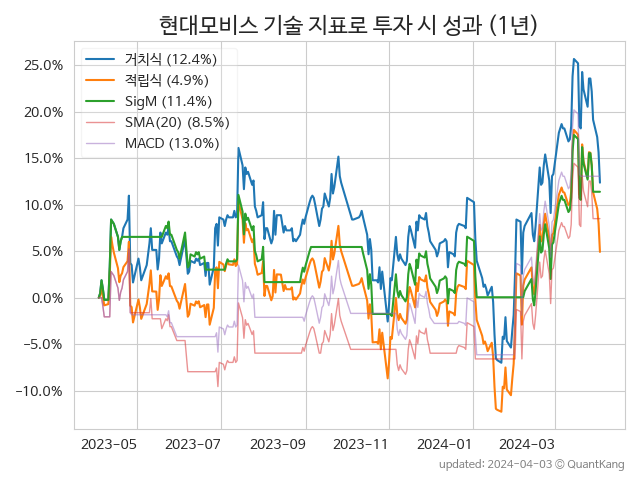 현대모비스 기술 지표로 투자 시 성과 (1년)
거치식 (12.4%)
적립식 (4.9%)
SigM (11.4%)
SMA(20) (8.5%)
MACD (13.0%)
25.0%
20.0%
15.0%
10.0%
5.0%
0.0%
−5.0%
−10.0%
2023-05 2023-07 2023-09 2023-11 2024-01 2024-03
updated: 2024-04-03 © QuantKang